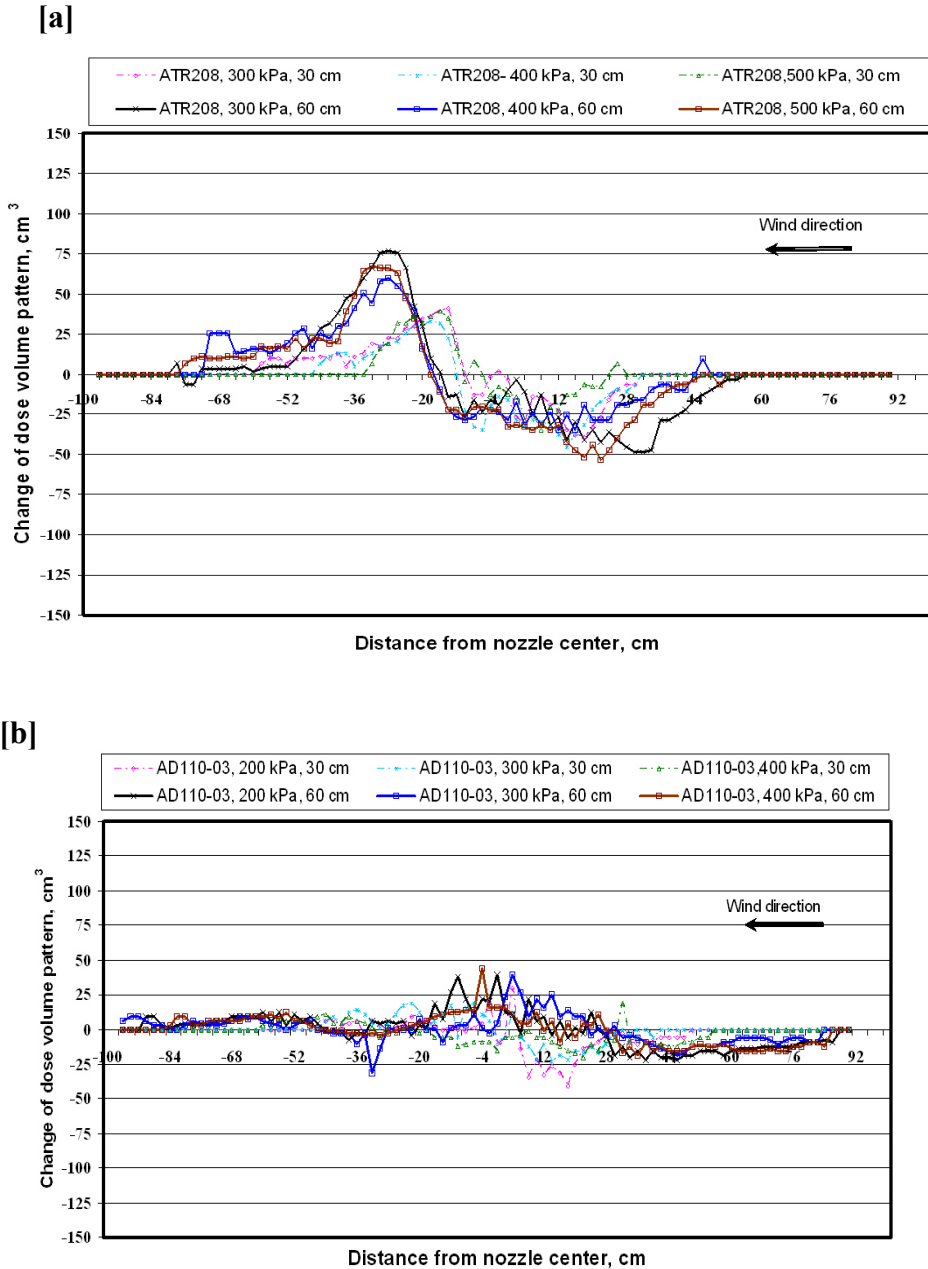 [a]
ATR208, 300 kPa, 30 cm ATR208- 400 kPa, 30 cm ATR208,500 kPa, 30 cm
ATR208, 300 kPa, 60 cm ATR208, 400 kPa, 60 cm ATR208, 500 kPa, 60 cm
Change of dose volume pattern, cm³
150
125
100
75
50
25
0
-25
-50
-75
-100
-125
-150
Wind direction
-100 -84 -68 -52 -36 -20 -4 12 28 44 60 76 92
Distance from nozzle center, cm
[b]
AD110-03, 200 kPa, 30 cm AD110-03, 300 kPa, 30 cm AD110-03,400 kPa, 30 cm
AD110-03, 200 kPa, 60 cm AD110-03, 300 kPa, 60 cm AD110-03, 400 kPa, 60 cm
Change of dose volume pattern, cm³
150
125
100
75
50
25
0
-25
-50
-75
-100
-125
-150
Wind direction
-100 -84 -68 -52 -36 -20 -4 12 28 44 60 76 92
Distance from nozzle center, cm